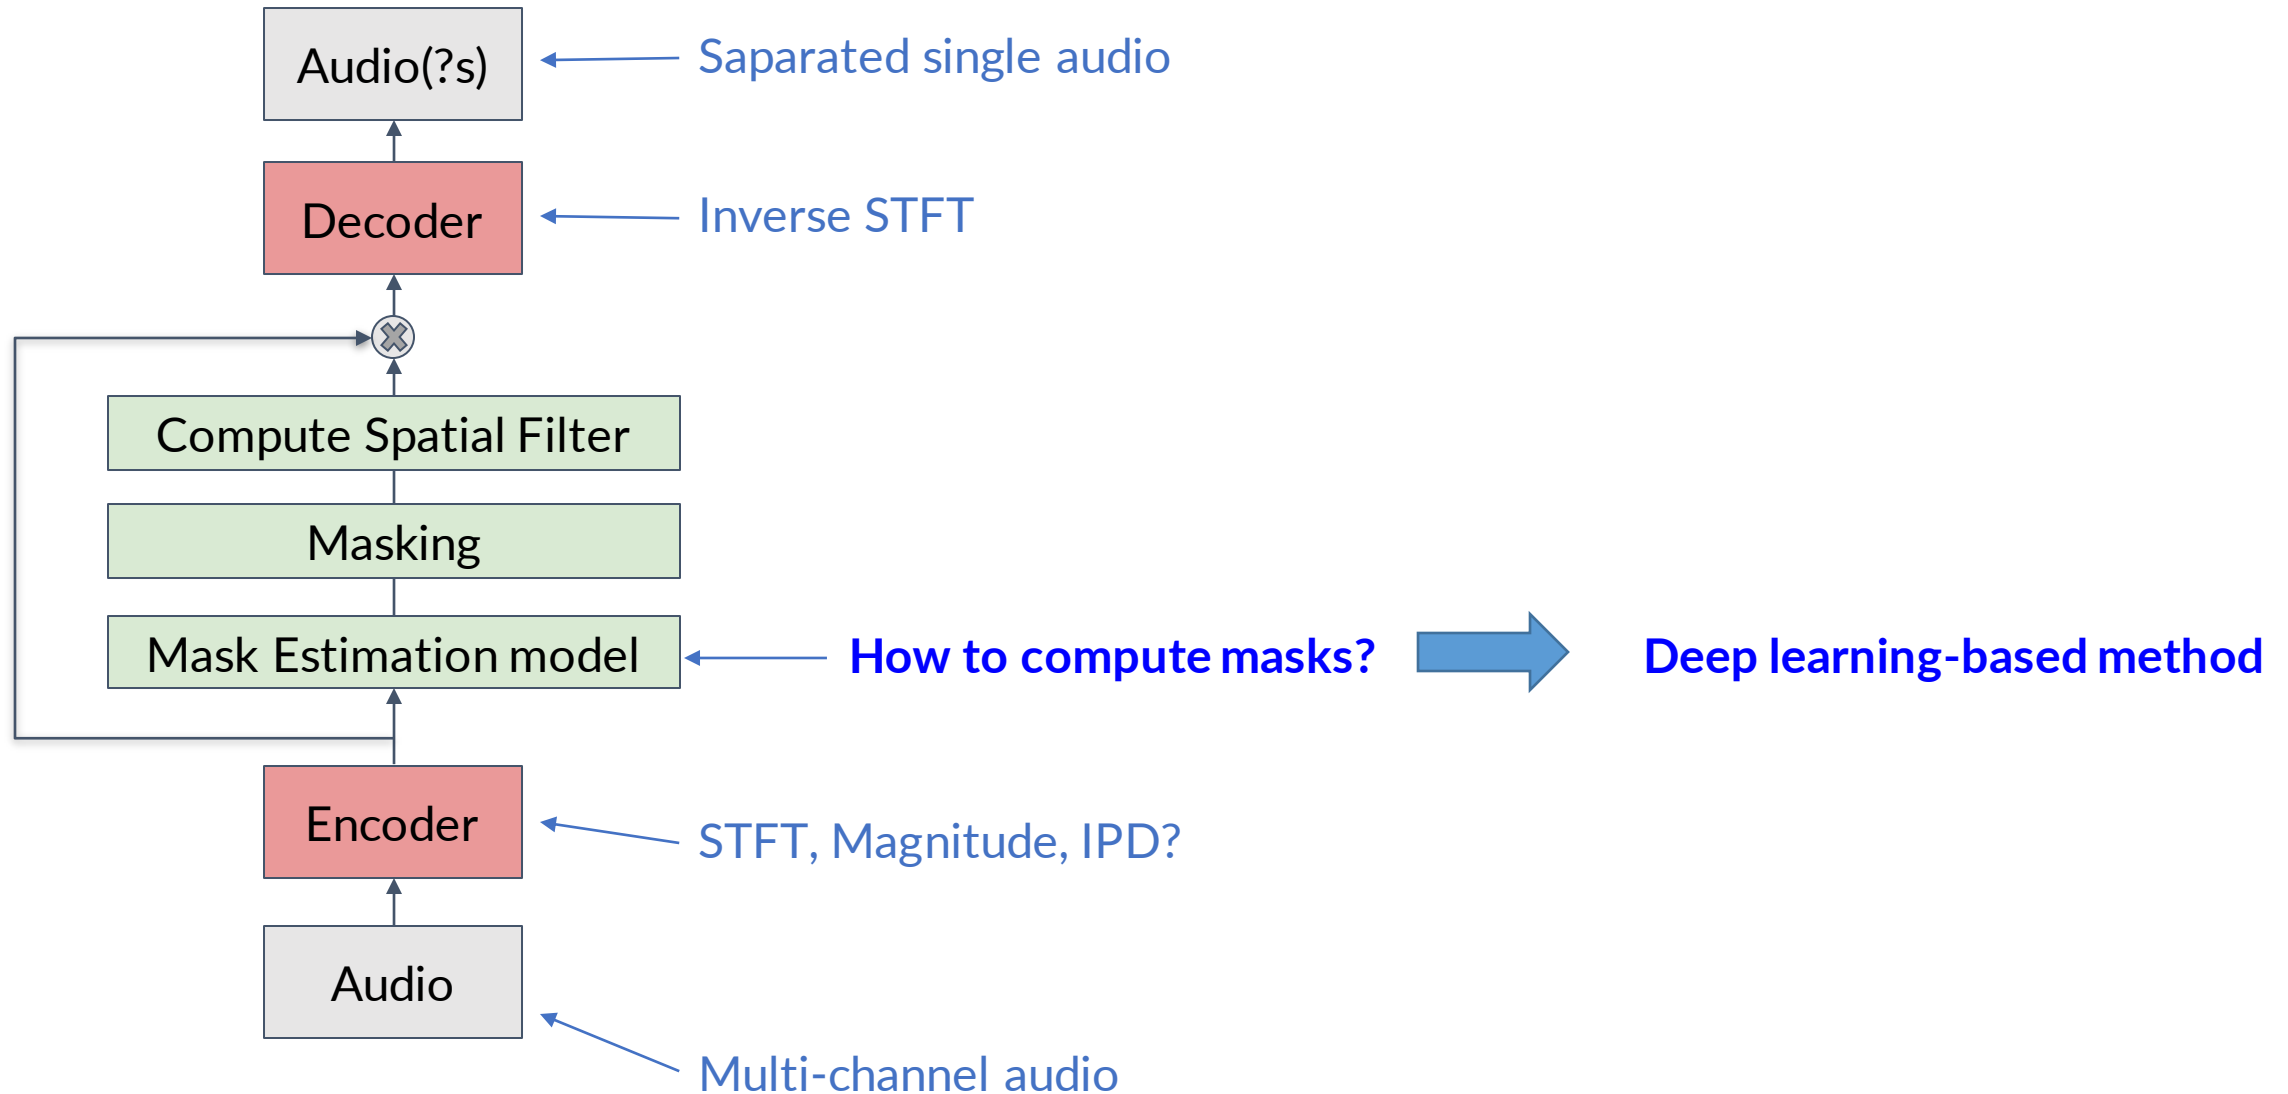 Audio(?s)
Saparated single audio
Decoder
Inverse STFT
Compute Spatial Filter
Masking
Mask Estimation model
How to compute masks?
Deep learning-based method
Encoder
STFT, Magnitude, IPD?
Audio
Multi-channel audio